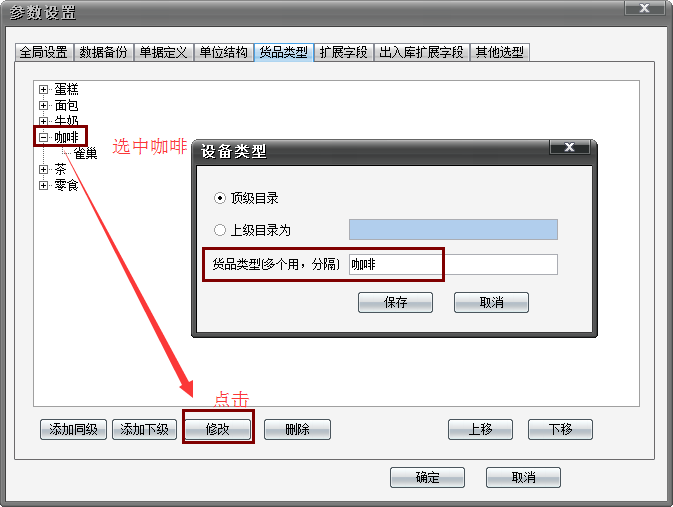 参数设置
全局设置 数据备份 单据定义 单位结构 货品类型 扩展字段 出入库扩展字段 其他选型
蛋糕
面包
牛奶
咖啡
雀巢
茶
零食
选中咖啡
设备类型
顶级目录
上级目录为
货品类型(多个用，分隔) 咖啡
保存 取消
点击
添加同级 添加下级 修改 删除 上移 下移
确定 取消